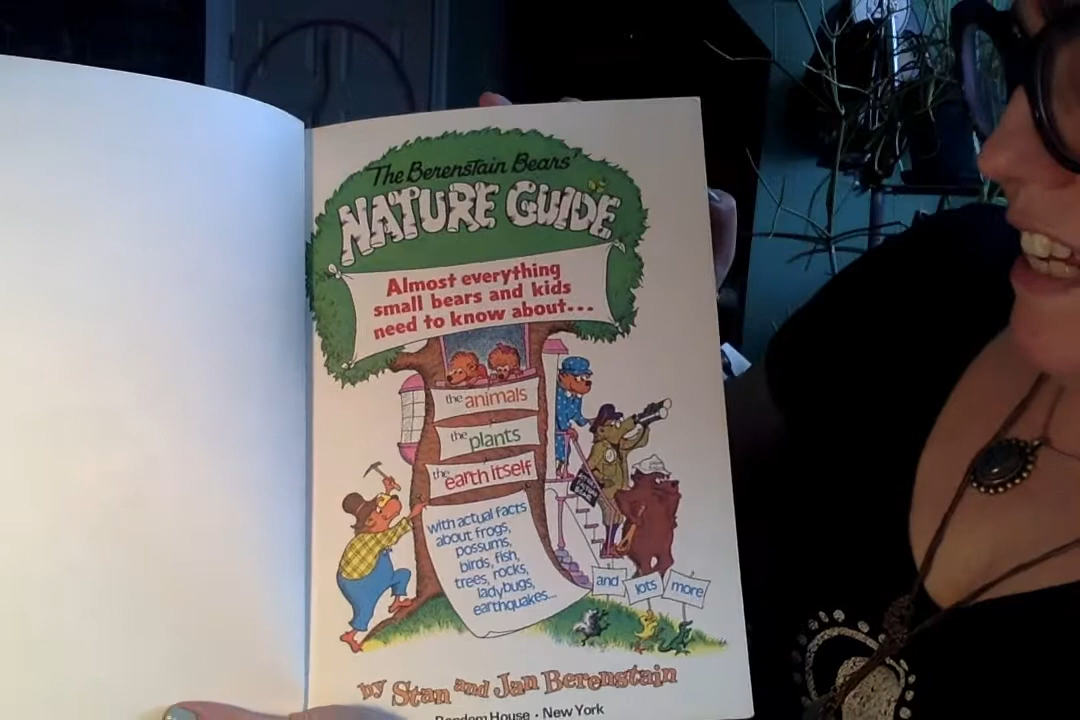 The Berenstain Bears'
NATURE GUIDE
Almost everything
small bears and kids
need to know about...
the animals
the plants
the earth itself
with actual facts
about frogs,
possums,
birds, fish,
trees, rocks,
ladybugs,
earthquakes...
and lots more
by Stan and Jan Berenstain
Random House · New York